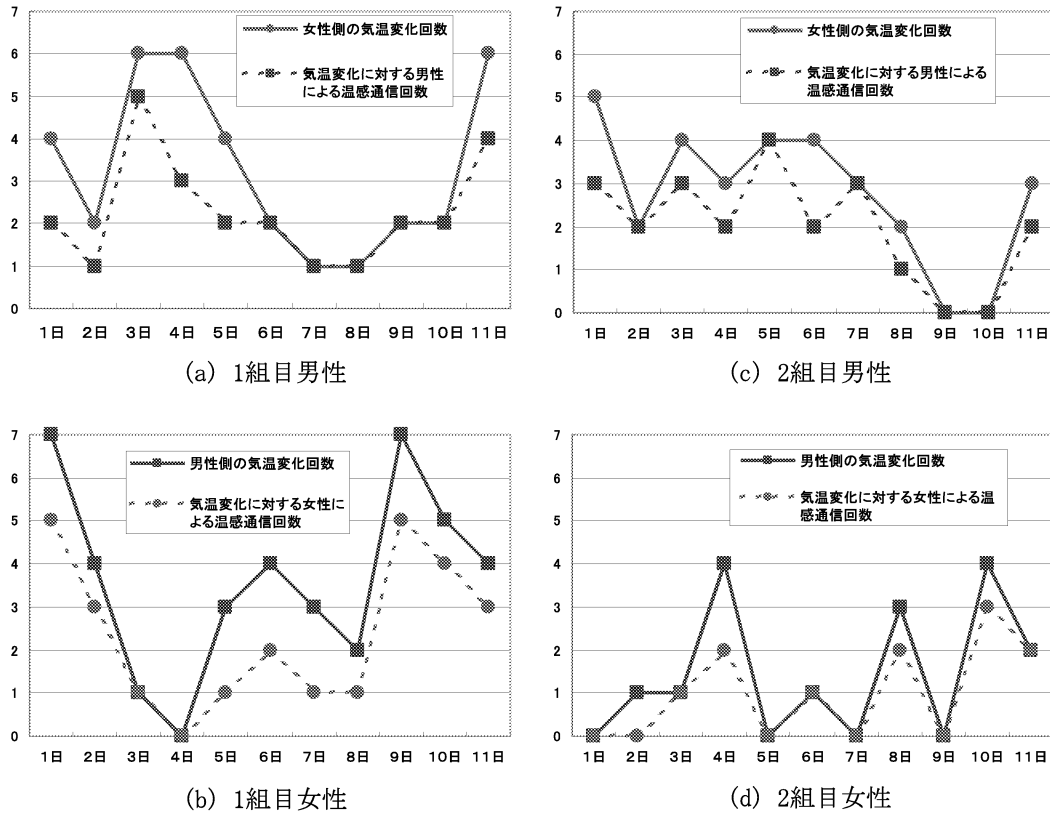 7
6
5
4
3
2
1
0
女性側の気温変化回数
気温変化に対する男性
による温感通信回数
1日 2日 3日 4日 5日 6日 7日 8日 9日 10日 11日
(a) 1組目男性
7
6
5
4
3
2
1
0
女性側の気温変化回数
気温変化に対する男性による
温感通信回数
1日 2日 3日 4日 5日 6日 7日 8日 9日 10日 11日
(c) 2組目男性
7
6
5
4
3
2
1
0
男性側の気温変化回数
気温変化に対する女性に
よる温感通信回数
1日 2日 3日 4日 5日 6日 7日 8日 9日 10日 11日
(b) 1組目女性
7
6
5
4
3
2
1
0
男性側の気温変化回数
気温変化に対する女性による温
感通信回数
1日 2日 3日 4日 5日 6日 7日 8日 9日 10日 11日
(d) 2組目女性